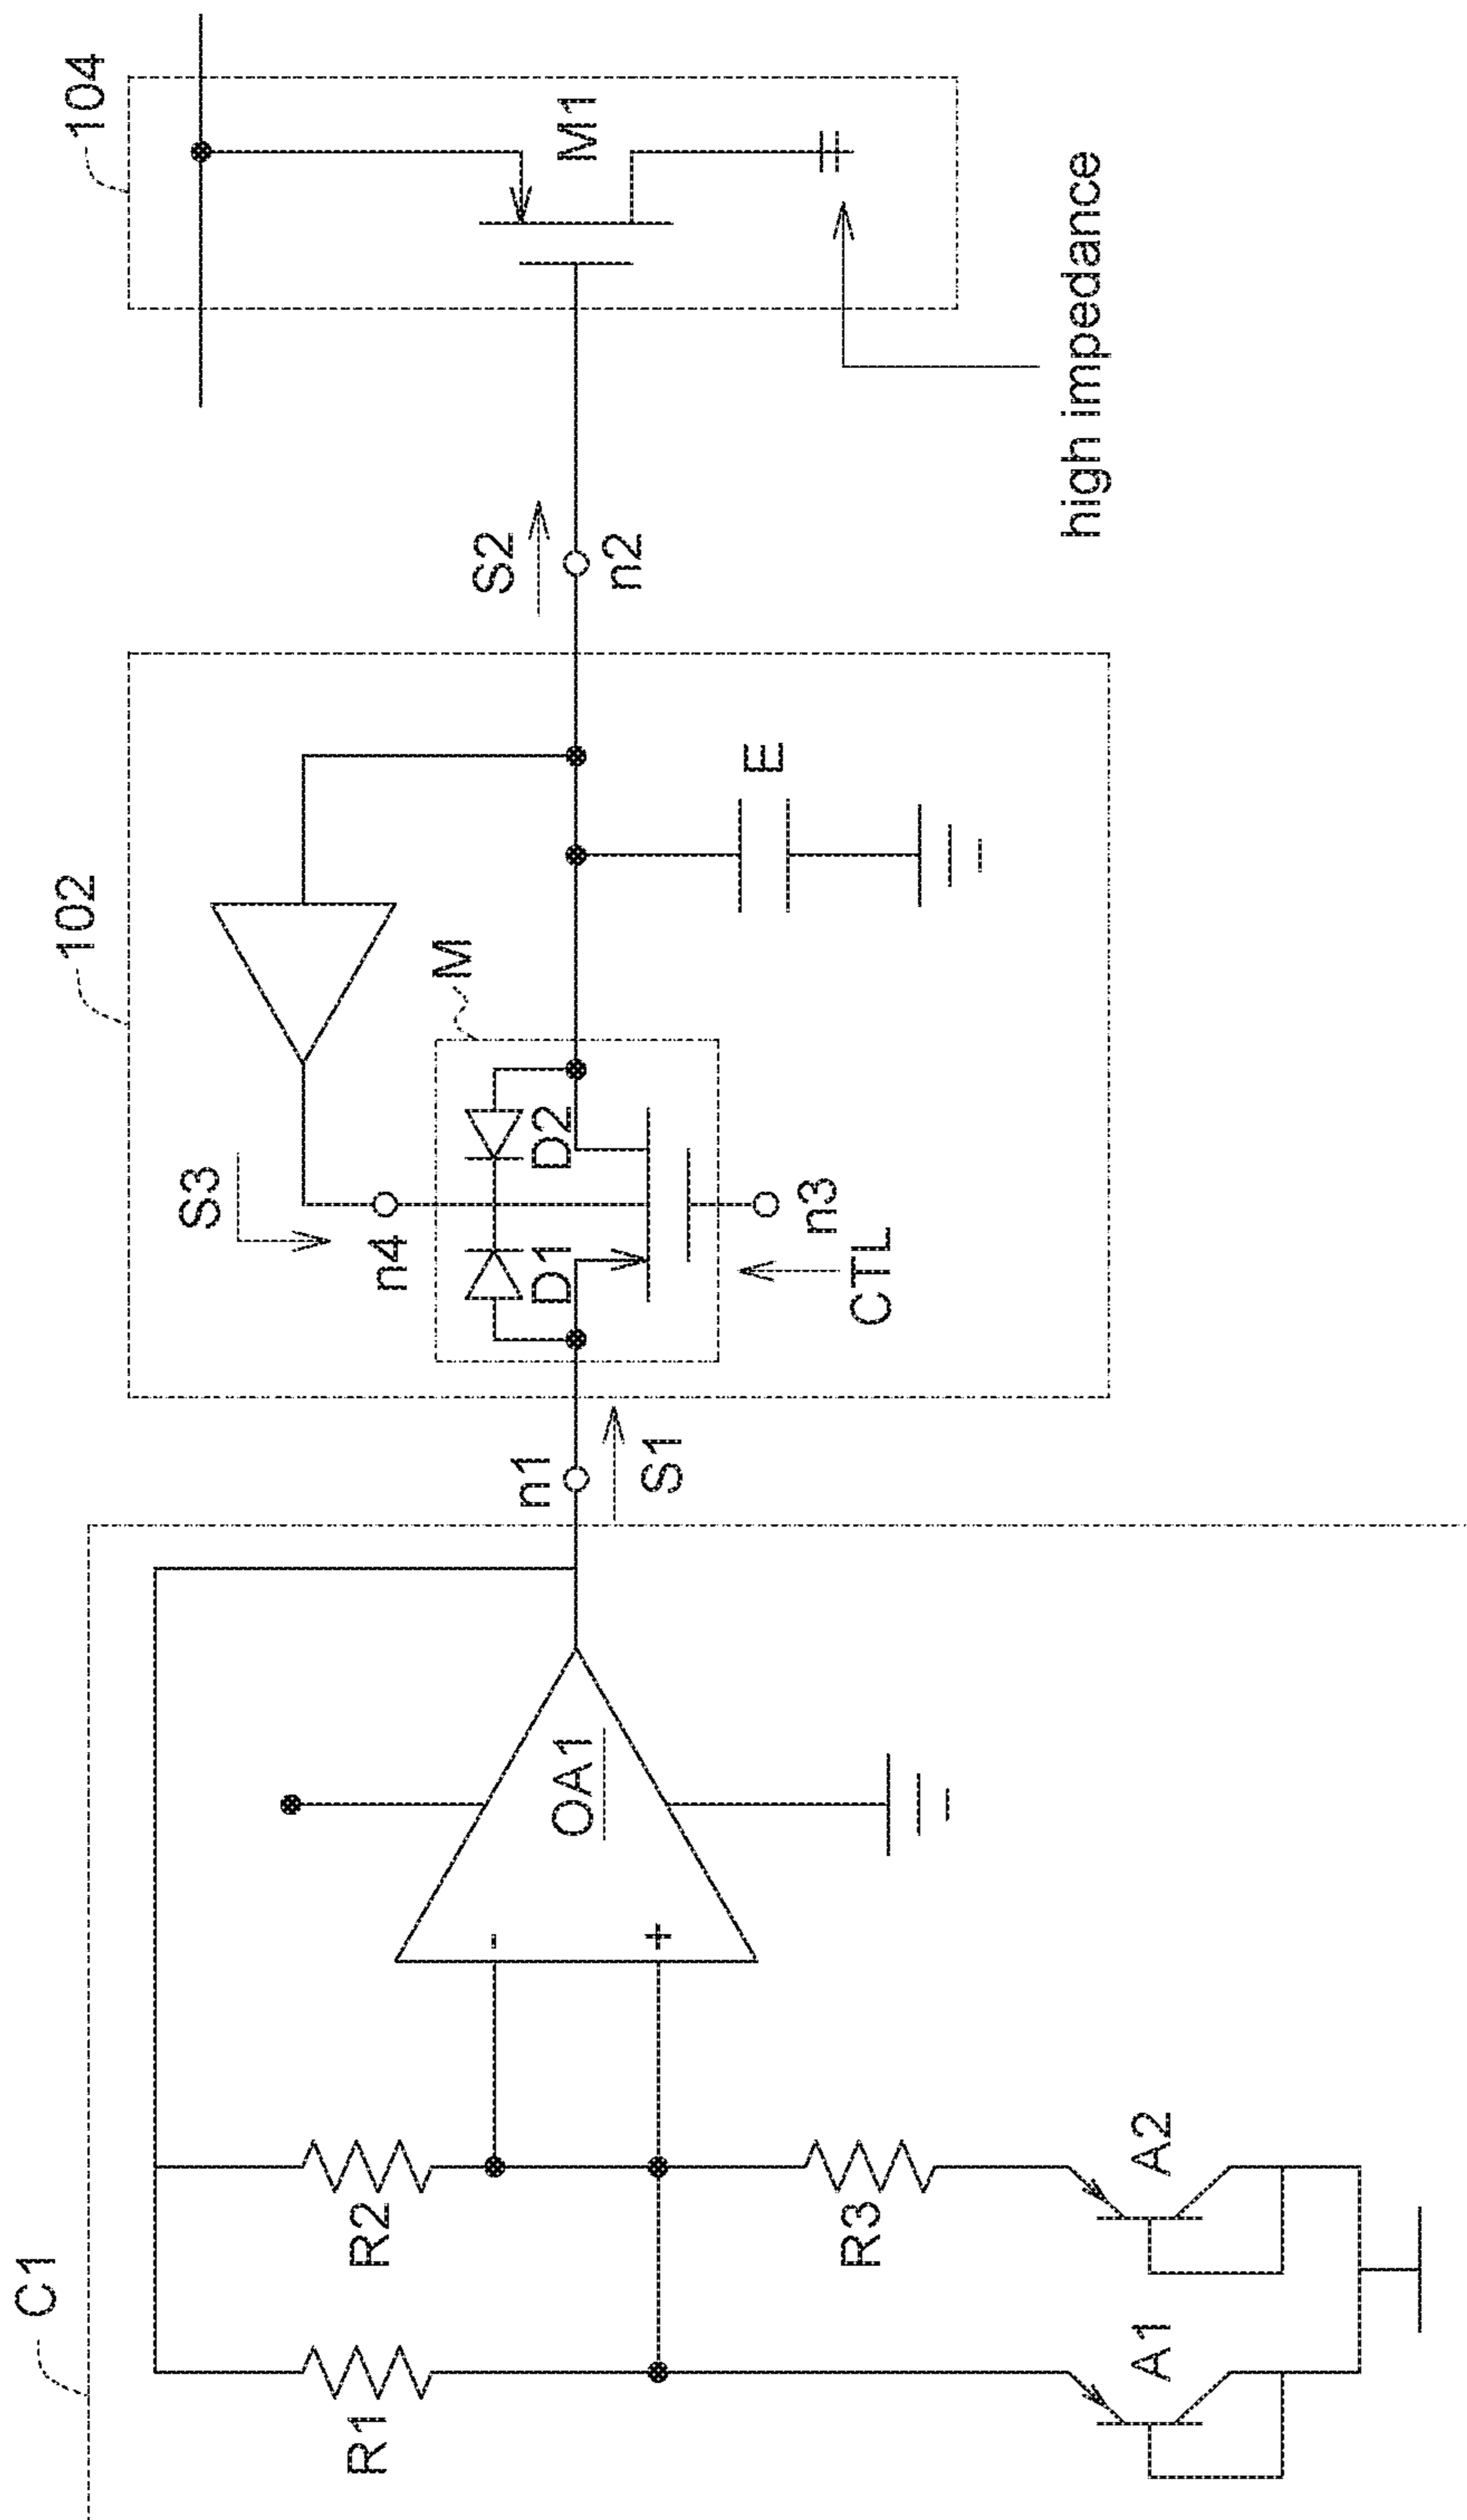 C1
102
104
R1
R2
R3
A1
A2
-
+
OA1
n1
S1
S3
n4
D1
D2
M
n3
CTL
E
S2
n2
M1
high impedance